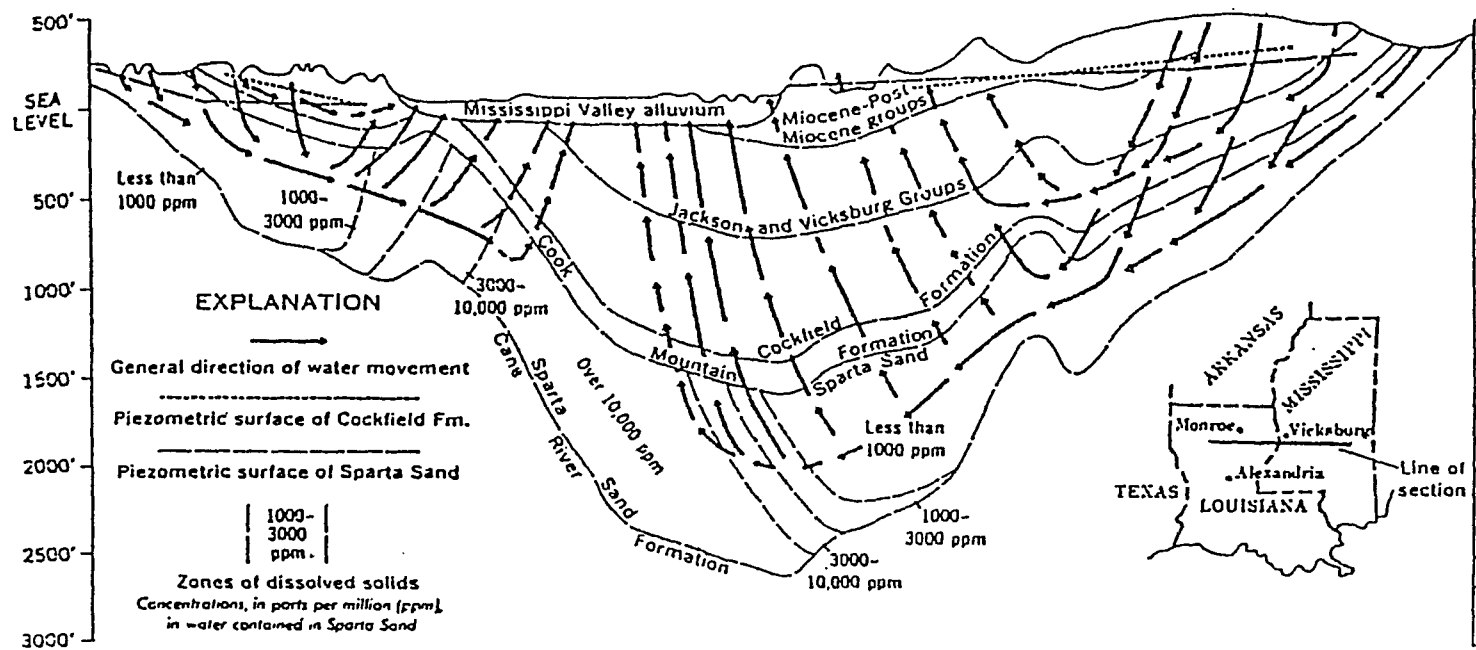 500'
SEA
LEVEL
500'
1000'
1500'
2000'
2500'
3000'
Mississippi Valley alluvium
Miocene-Post
Miocene groups
Less than
1000 ppm
1000-
3000 ppm
Jackson and Vicksburg Groups
3000-
10,000 ppm
Cook
Mountain
Formation
Cockfield
Formation
Sparta Sand
Cane
River
Formation
Sparta
Sand
Over 10,000 ppm
Less than
1000 ppm
1000-
3000 ppm
3000-
10,000 ppm
EXPLANATION
General direction of water movement
Piezometric surface of Cockfield Fm.
Piezometric surface of Sparta Sand
1000-
3000
ppm.
Zones of dissolved solids
Concentrations, in parts per million (ppm),
in water contained in Sparta Sand
ARKANSAS
MISSISSIPPI
Monroe
Vicksburg
Alexandria
TEXAS
LOUISIANA
Line of
section